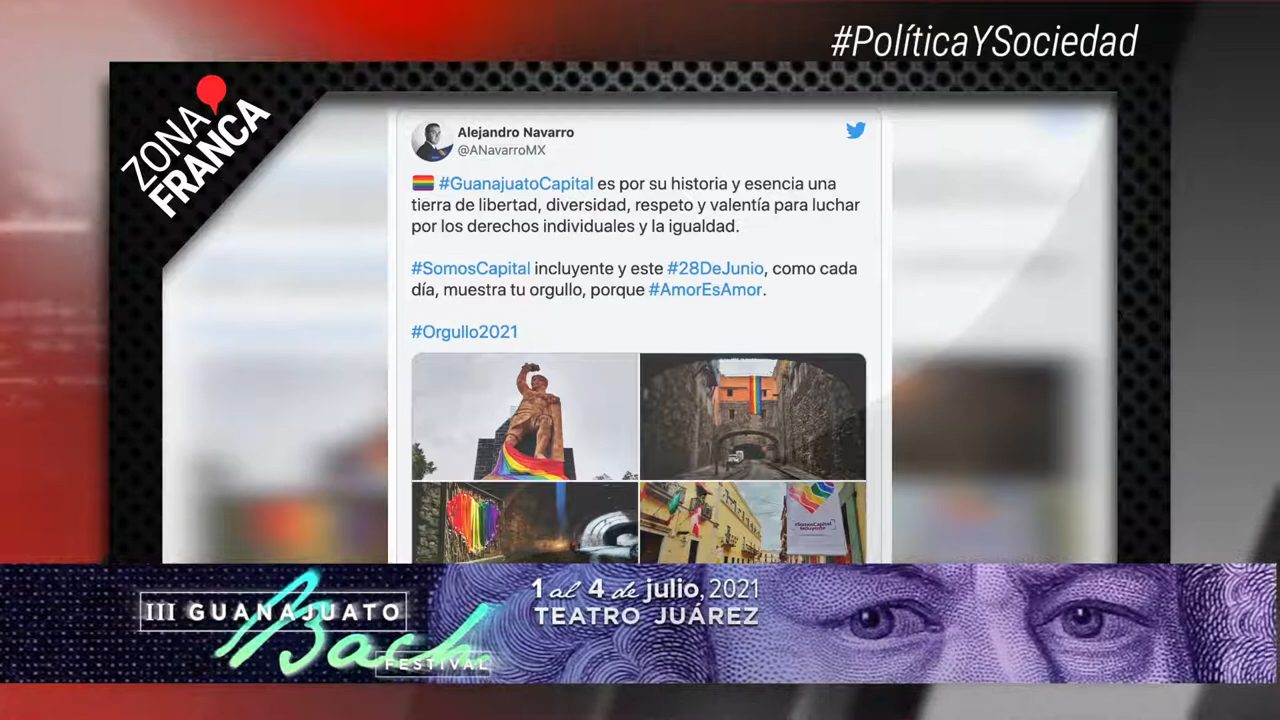 #PolíticaYSociedad
ZONA
FRANCA
Alejandro Navarro
@ANavarroMX
#GuanajuatoCapital es por su historia y esencia una
tierra de libertad, diversidad, respeto y valentía para luchar
por los derechos individuales y la igualdad.
#SomosCapital incluyente y este #28DeJunio, como cada
día, muestra tu orgullo, porque #AmorEsAmor.
#Orgullo2021
#SomosCapital
Incluyente
III GUANAJUATO
Bach
FESTIVAL
1 al 4 de julio, 2021
TEATRO JUÁREZ